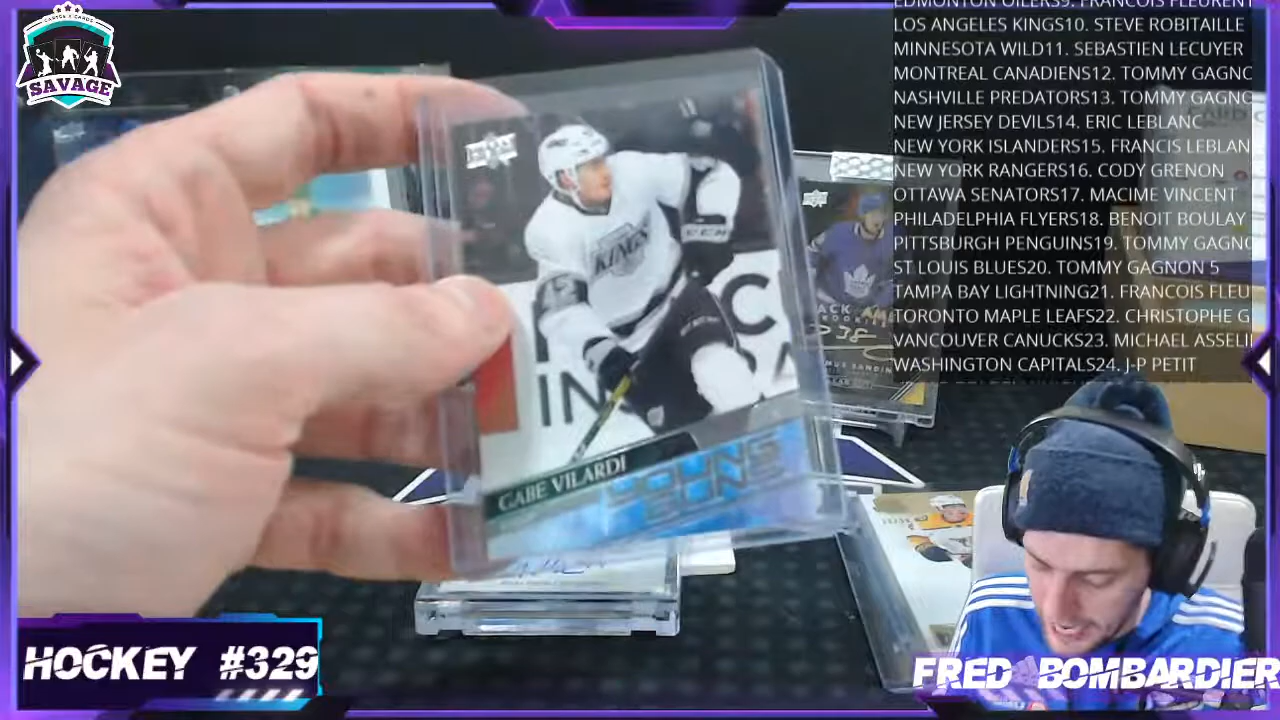 SAVAGE
EDMONTON OILERS9. FRANCOIS FLEURENT
LOS ANGELES KINGS10. STEVE ROBITAILLE
MINNESOTA WILD11. SEBASTIEN LECUYER
MONTREAL CANADIENS12. TOMMY GAGNO
NASHVILLE PREDATORS13. TOMMY GAGNO
NEW JERSEY DEVILS14. ERIC LEBLANC
NEW YORK ISLANDERS15. FRANCIS LEBLAN
NEW YORK RANGERS16. CODY GRENON
OTTAWA SENATORS17. MACIME VINCENT
PHILADELPHIA FLYERS18. BENOIT BOULAY
PITTSBURGH PENGUINS19. TOMMY GAGNO
ST LOUIS BLUES20. TOMMY GAGNON 5
TAMPA BAY LIGHTNING21. FRANCOIS FLEU
TORONTO MAPLE LEAFS22. CHRISTOPHE G
VANCOUVER CANUCKS23. MICHAEL ASSELI
WASHINGTON CAPITALS24. J-P PETIT
KINGS
CCM
GABE VILARDI
YOUNG
GUNS
HOCKEY #329
FRED BOMBARDIER